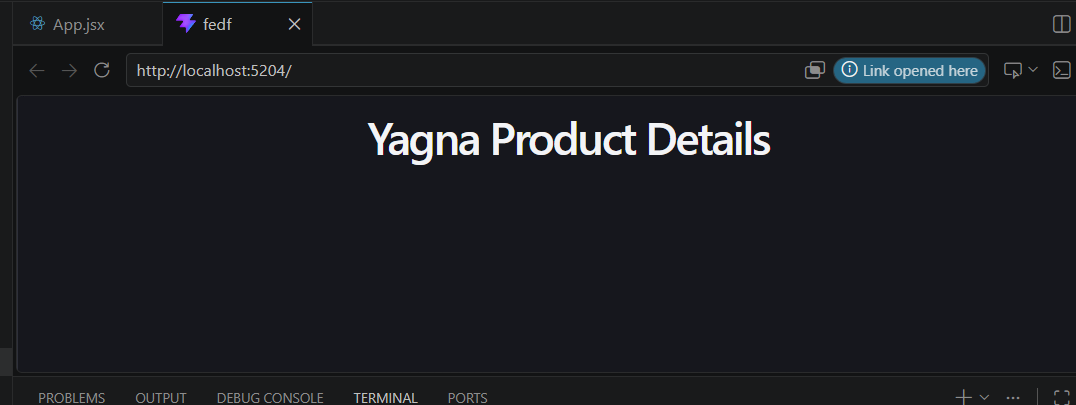 App.jsx fedf
http://localhost:5204/ Link opened here
Yagna Product Details
PROBLEMS OUTPUT DEBUG CONSOLE TERMINAL PORTS